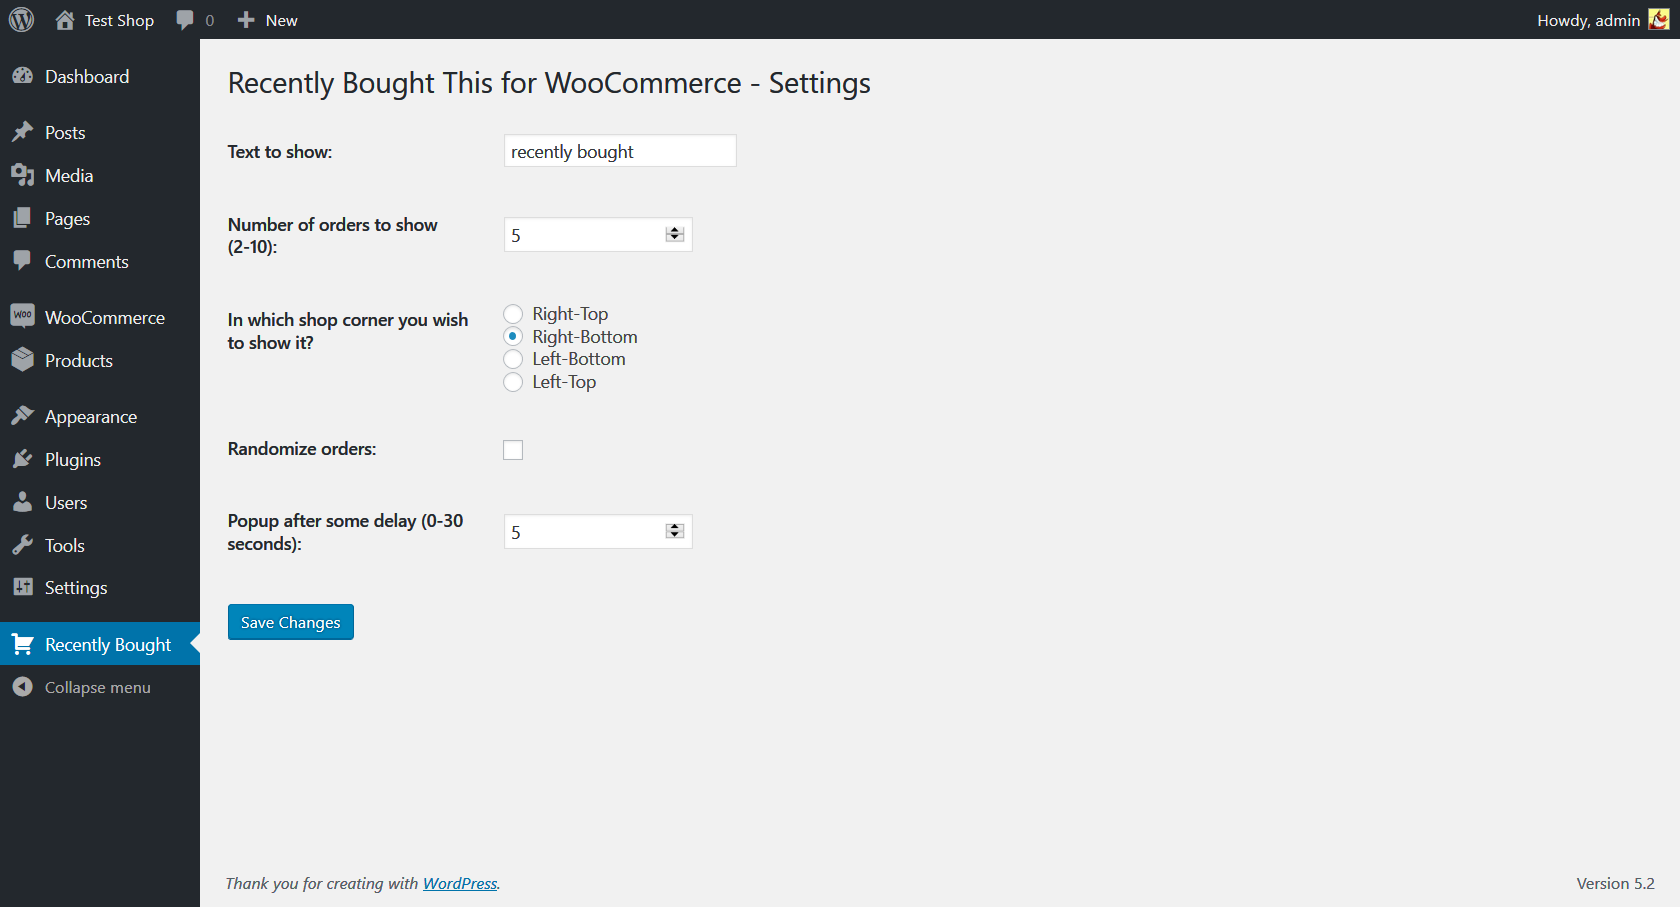 Test Shop 0 New Howdy, admin
Dashboard
Posts
Media
Pages
Comments
woo WooCommerce
Products
Appearance
Plugins
Users
Tools
Settings
Recently Bought
Collapse menu
Recently Bought This for WooCommerce - Settings
Text to show: recently bought
Number of orders to show
(2-10): 5
In which shop corner you wish
to show it?
Right-Top
Right-Bottom
Left-Bottom
Left-Top
Randomize orders:
Popup after some delay (0-30
seconds): 5
Save Changes
Thank you for creating with WordPress. Version 5.2